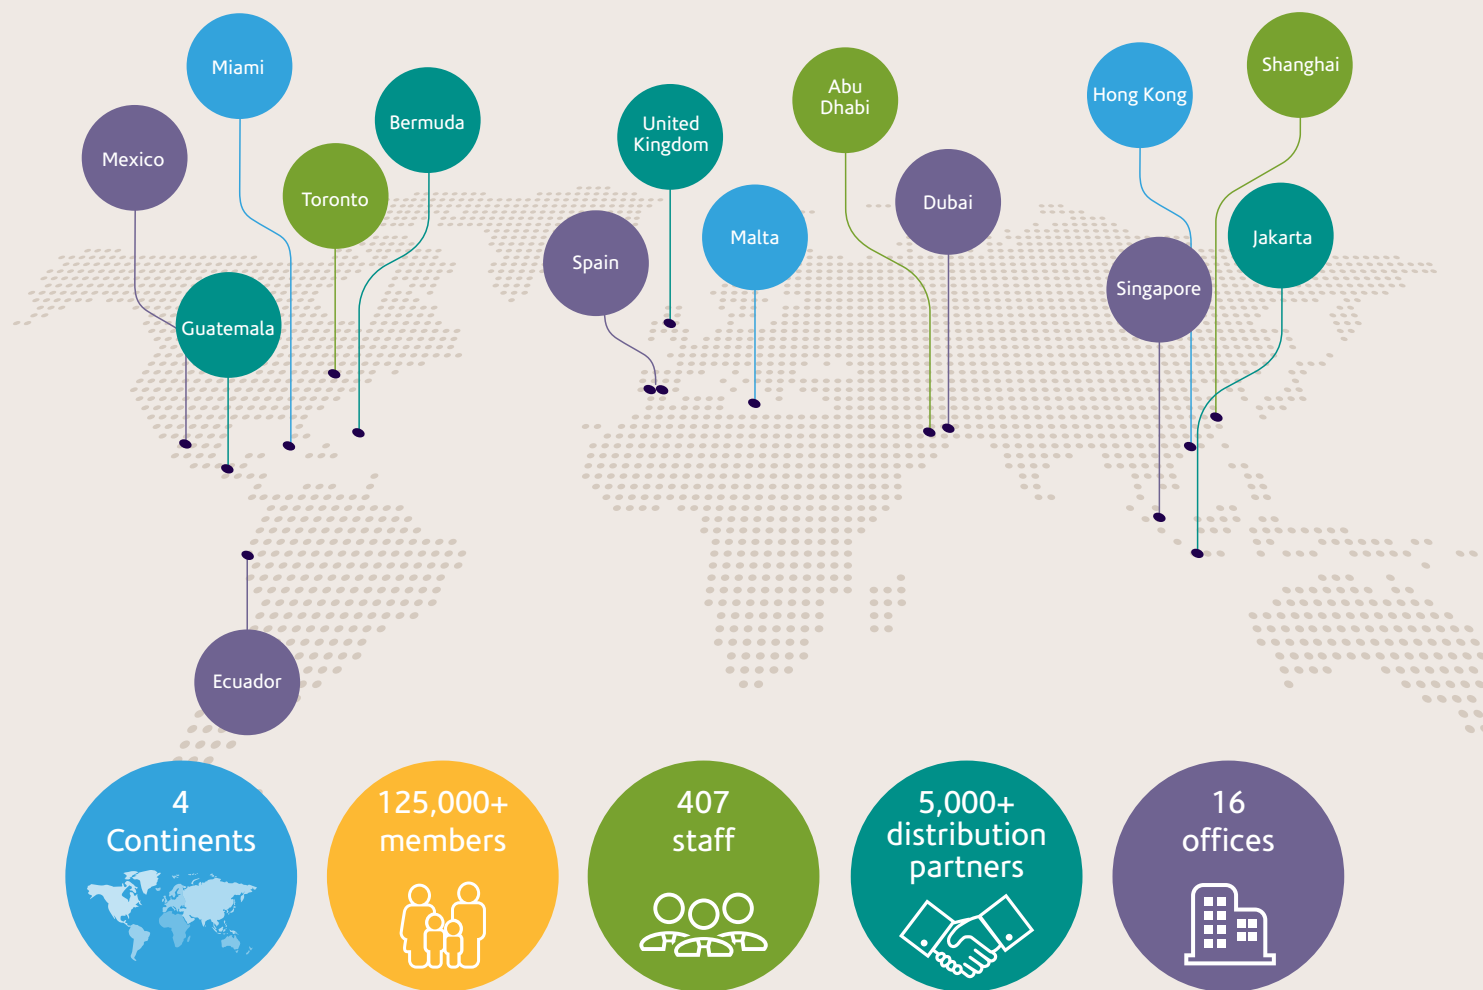 Miami
Shanghai
Abu
Dhabi
Hong Kong
Bermuda
United
Kingdom
Mexico
Toronto
Dubai
Malta
Jakarta
Spain
Singapore
Guatemala
Ecuador
4
Continents
125,000+
members
407
staff
5,000+
distribution
partners
16
offices